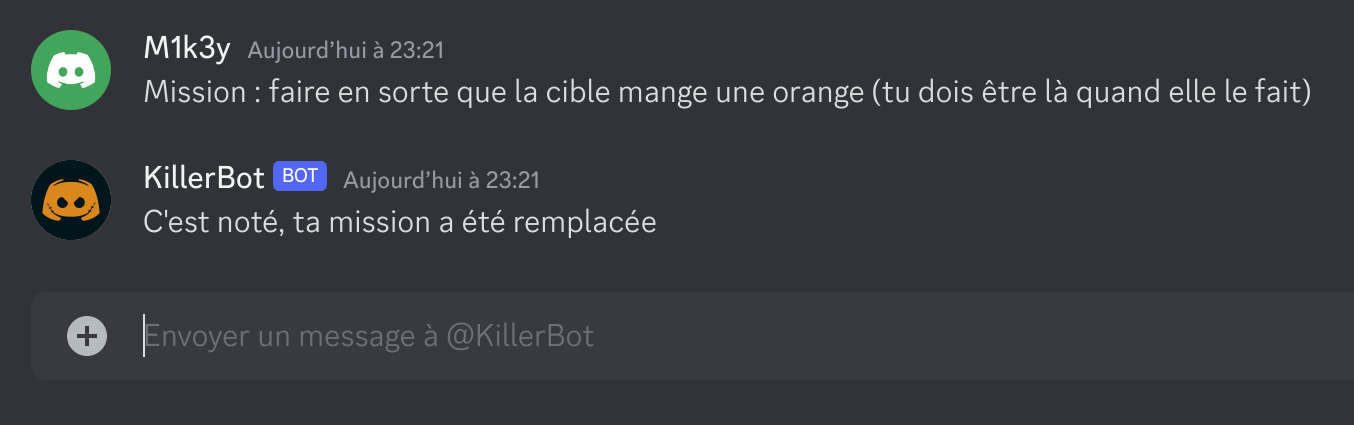 M1k3y Aujourd’hui à 23:21
Mission : faire en sorte que la cible mange une orange (tu dois être là quand elle le fait)
KillerBot BOT Aujourd’hui à 23:21
C'est noté, ta mission a été remplacée
Envoyer un message à @KillerBot